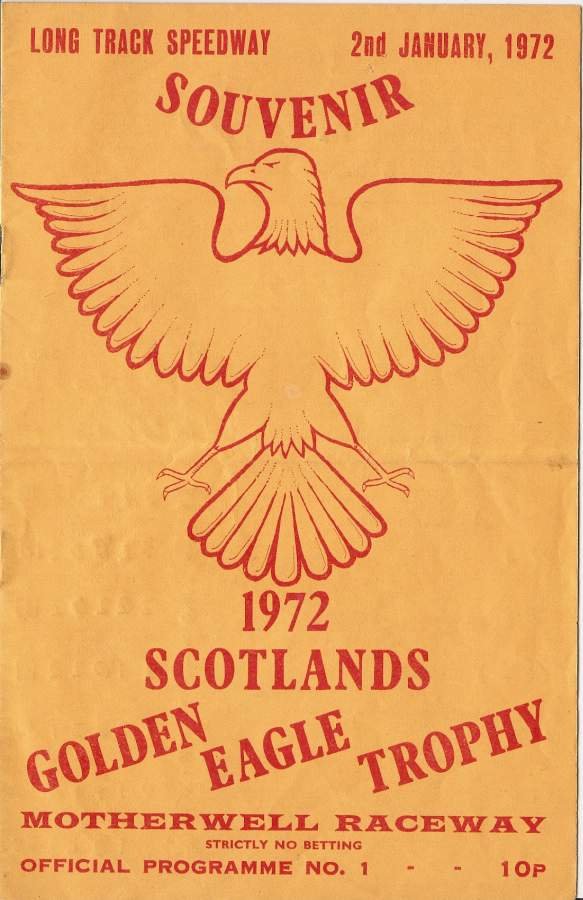 LONG TRACK SPEEDWAY 2nd JANUARY, 1972
SOUVENIR
1972
SCOTLANDS
GOLDEN EAGLE TROPHY
MOTHERWELL RACEWAY
STRICTLY NO BETTING
OFFICIAL PROGRAMME NO. 1 - - 10P